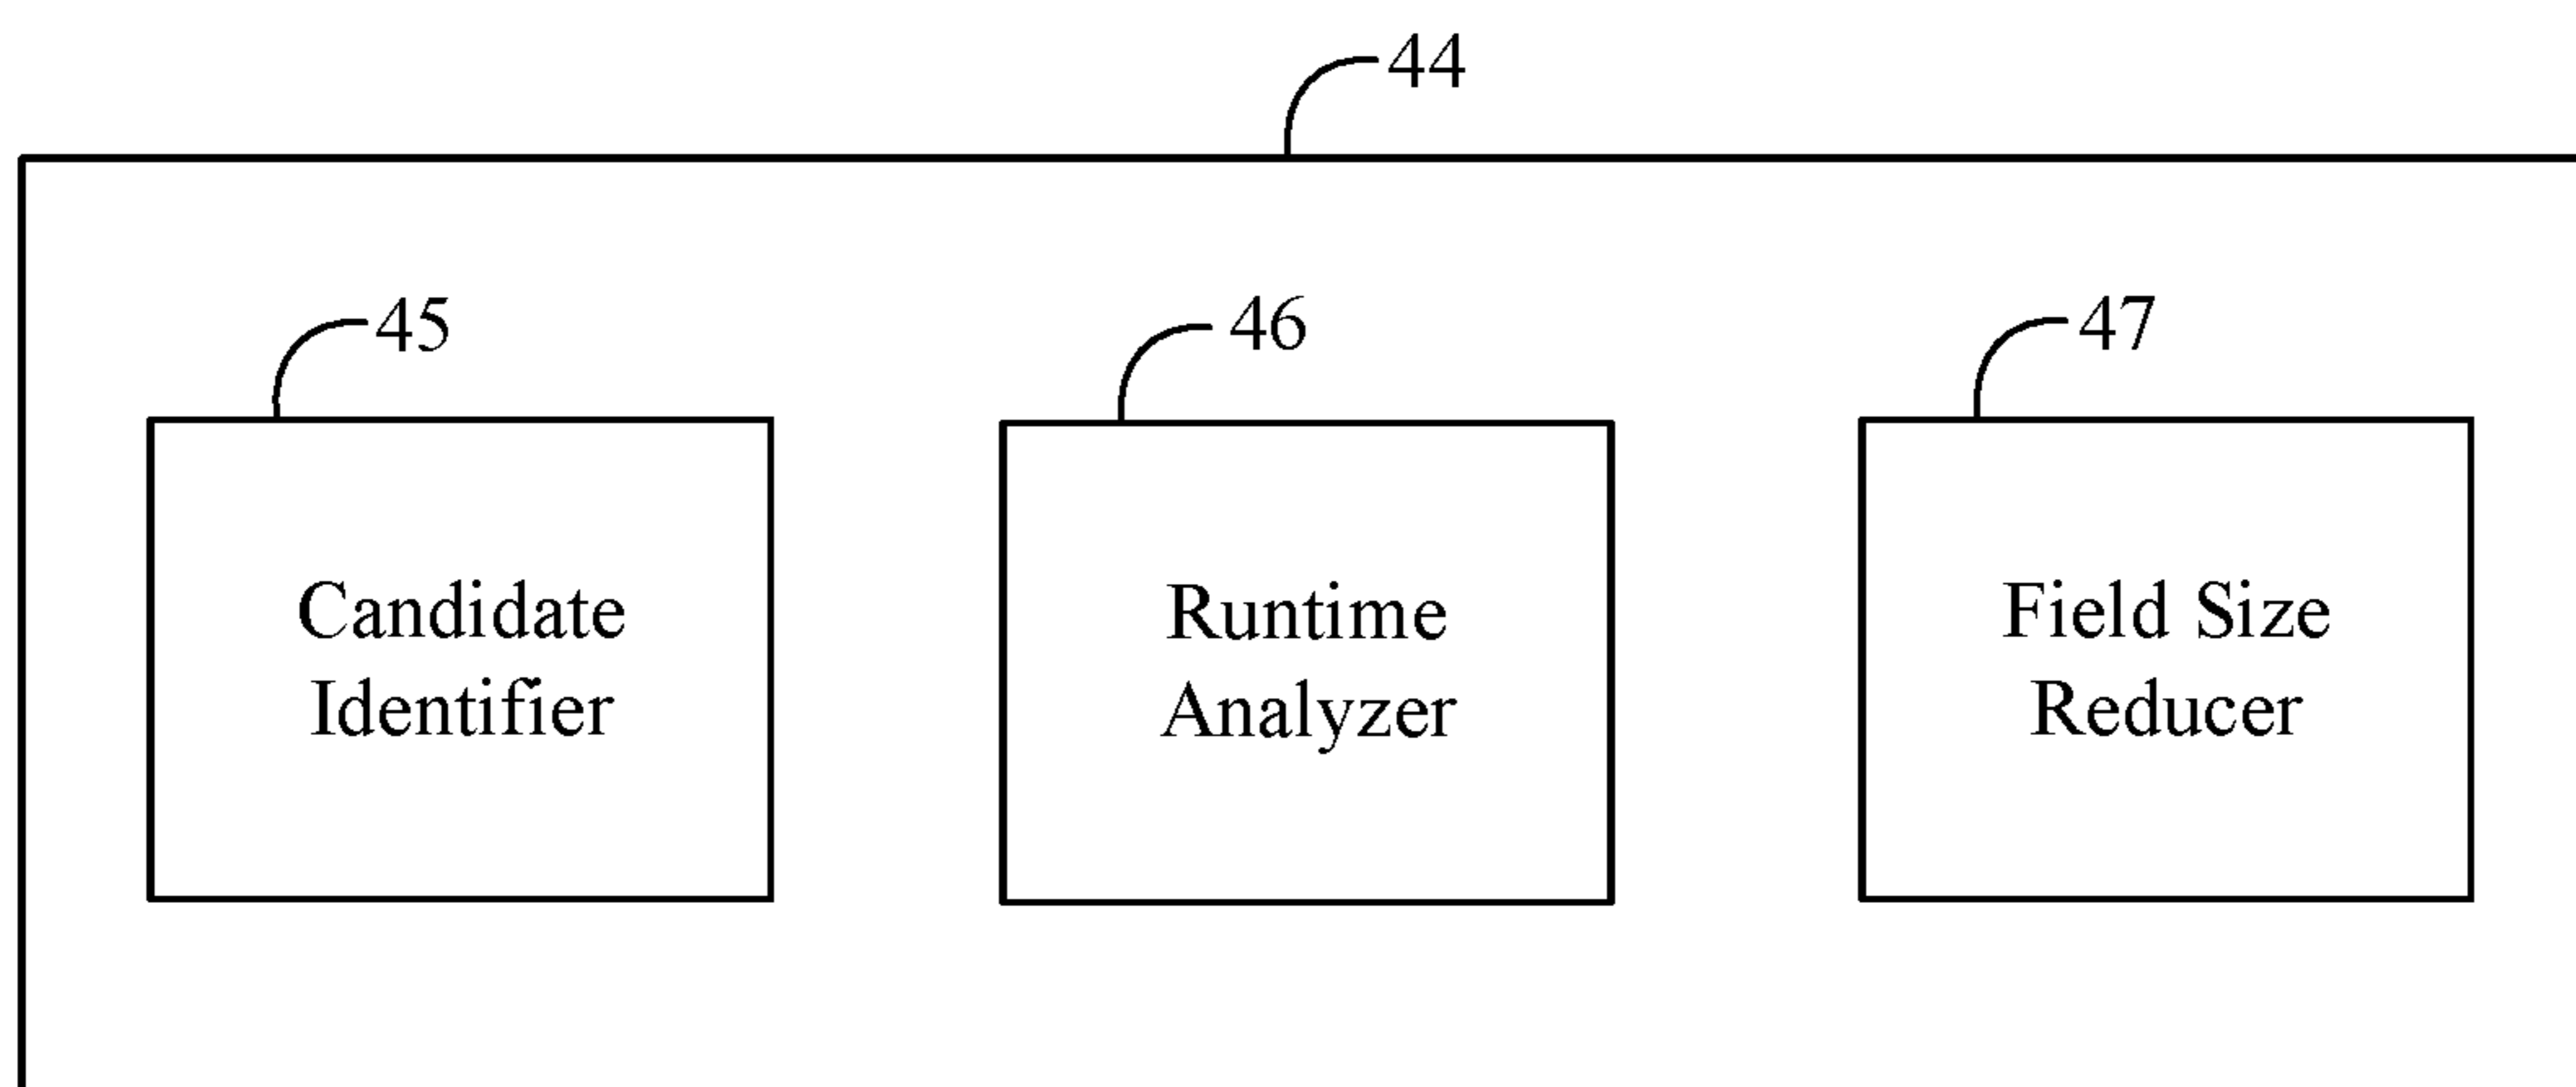 44
45
46
47
Candidate
Identifier
Runtime
Analyzer
Field Size
Reducer